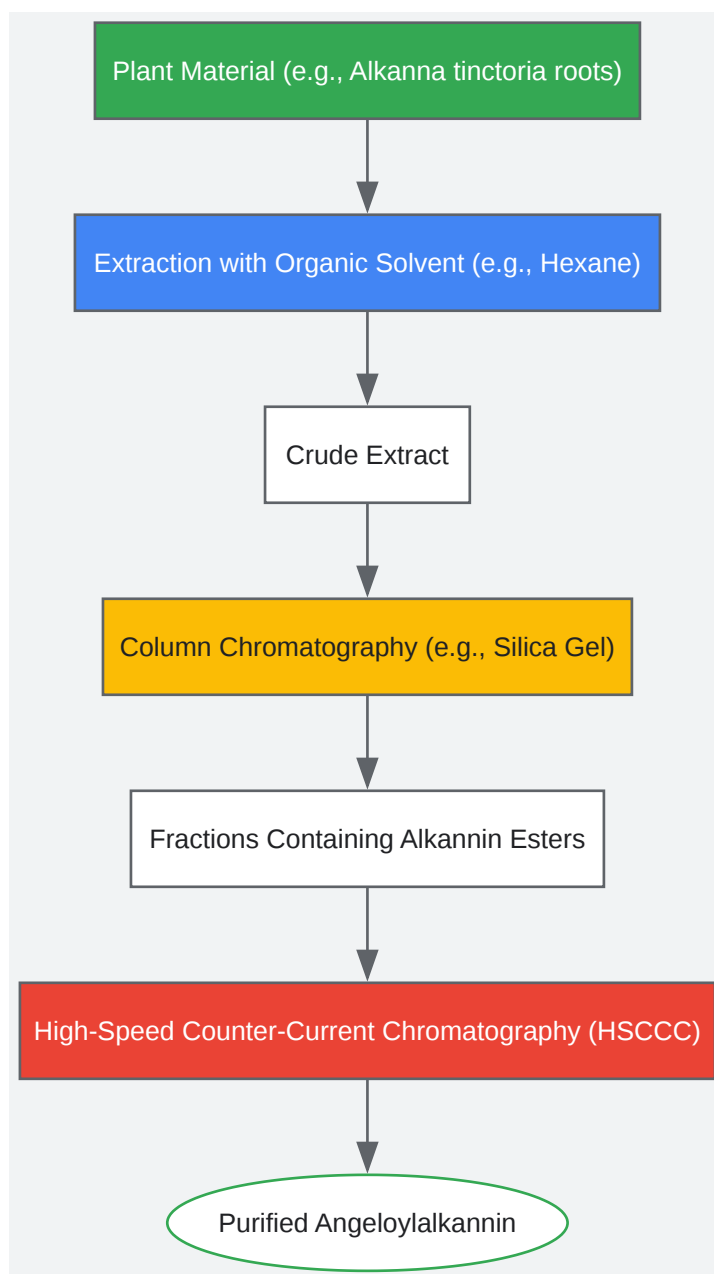 Plant Material (e.g., Alkanna tinctoria roots)
Extraction with Organic Solvent (e.g., Hexane)
Crude Extract
Column Chromatography (e.g., Silica Gel)
Fractions Containing Alkannin Esters
High-Speed Counter-Current Chromatography (HSCCC)
Purified Angeloylalkannin